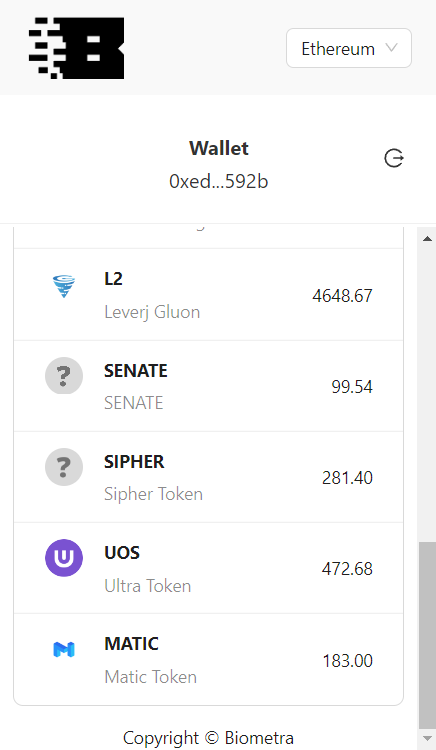 Ethereum
Wallet
0xed...592b
L2
Leverj Gluon
4648.67
SENATE
SENATE
99.54
SIPHER
Sipher Token
281.40
UOS
Ultra Token
472.68
MATIC
Matic Token
183.00
Copyright © Biometra